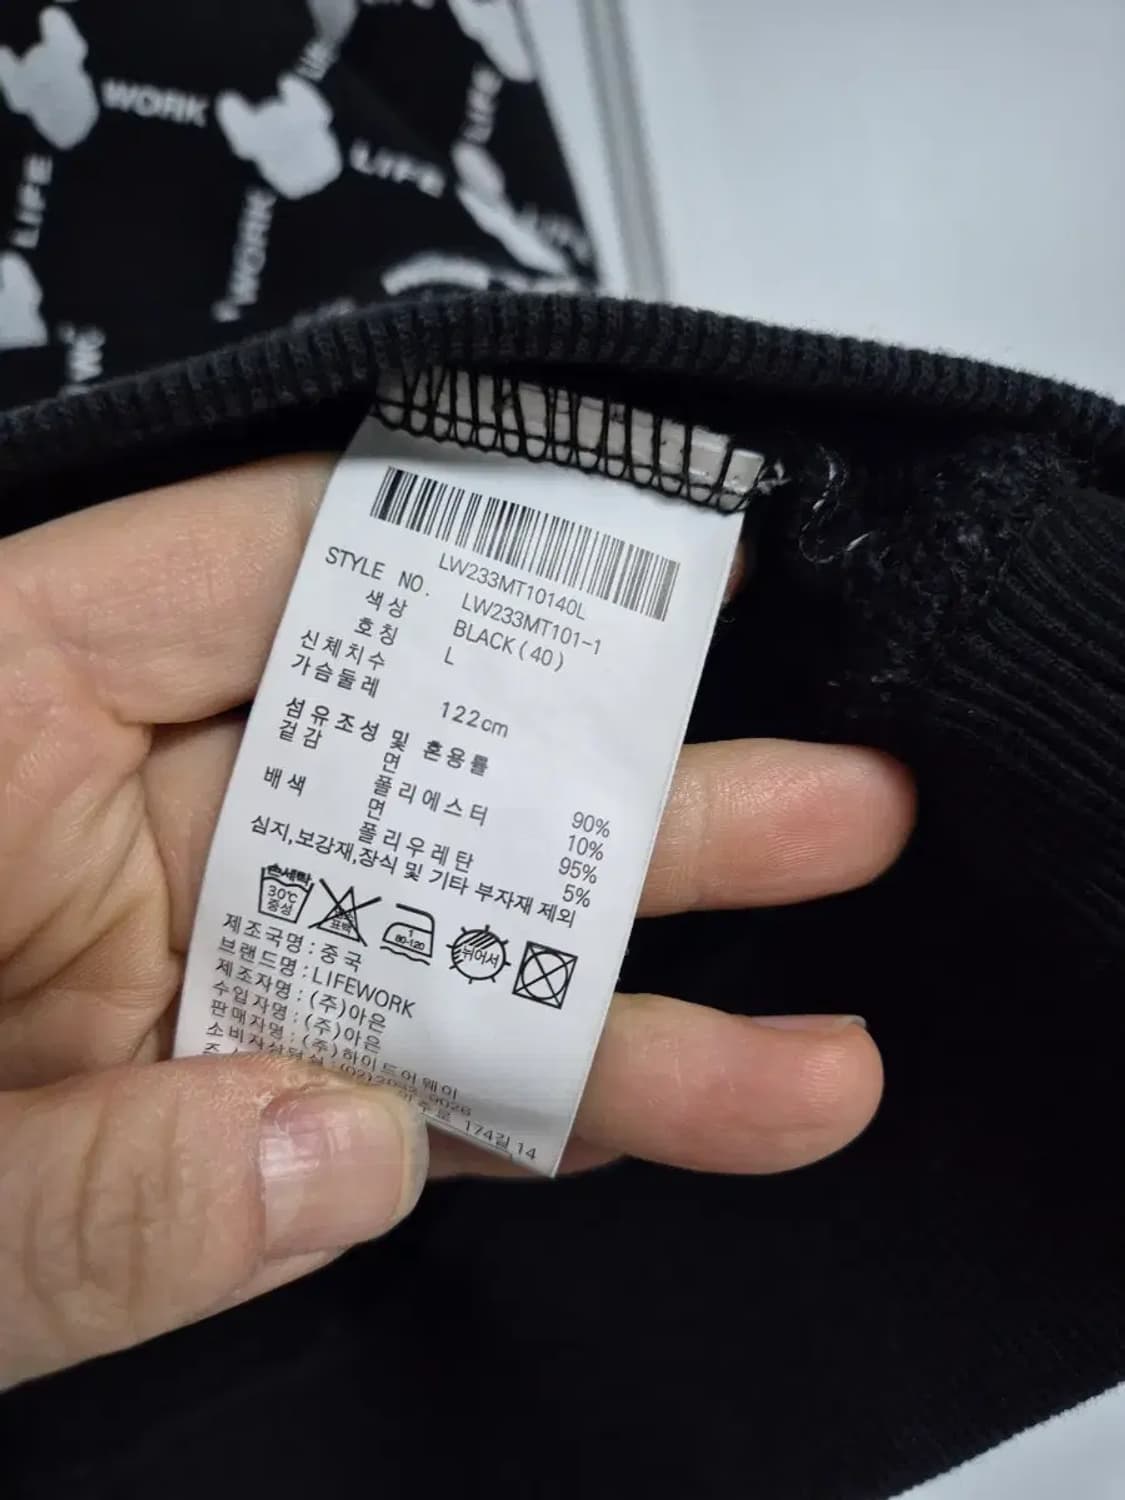 WORK
LIFE
LIFE
LIFE
WORK
LW233MT10140L
STYLE NO. LW233MT101-1
색상 BLACK(40)
호칭 L
신체치수
가슴둘레 122cm
섬유조성 및 혼용률
겉감 면 90%
폴리에스터 10%
배색 면 95%
폴리우레탄 5%
심지,보강재,장식 및 기타 부자재 제외
손세탁
30℃
중성
표백
1
80-120
뉘어서
제조국명:중국
브랜드명:LIFEWORK
제조자명:(주)아은
수입자명:(주)아은
판매자명:(주)하이드어웨이
174길 14